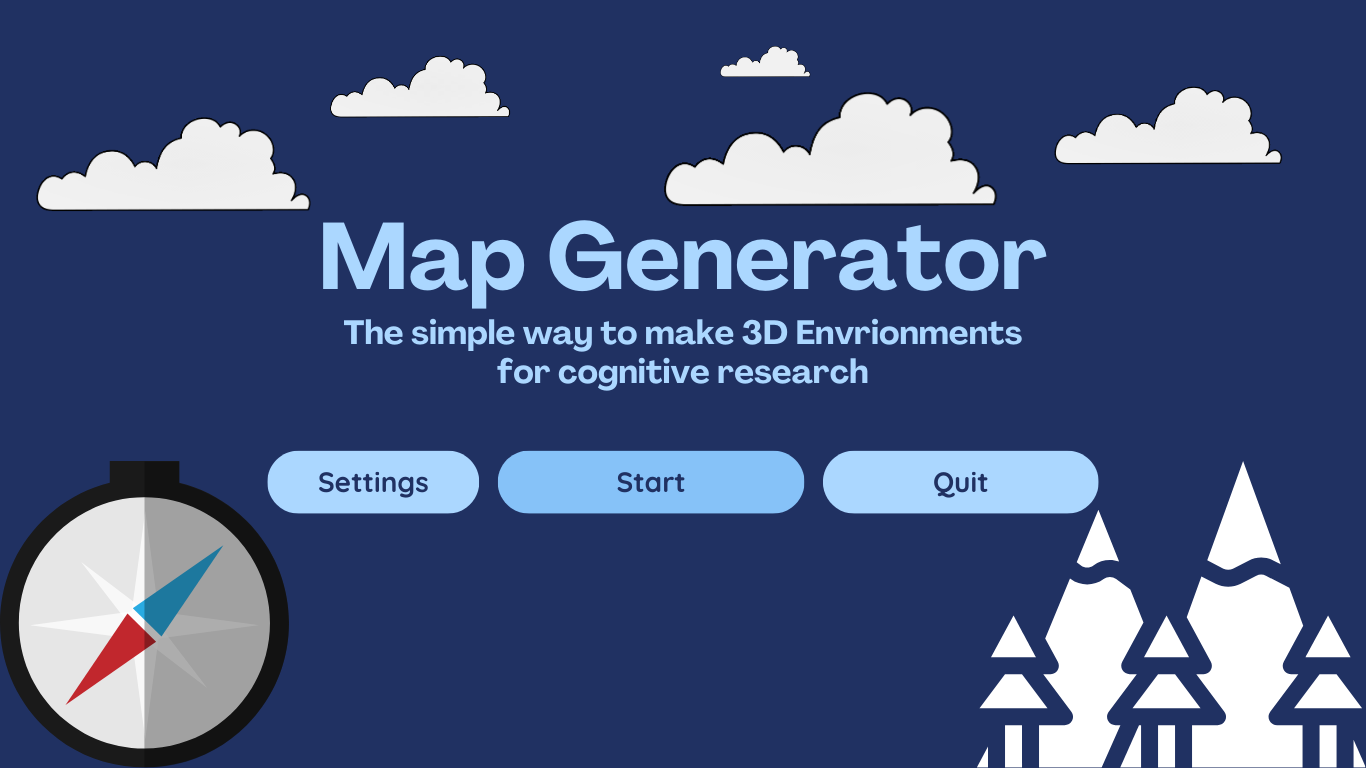 Map Generator
The simple way to make 3D Envrionments
for cognitive research
Settings
Start
Quit